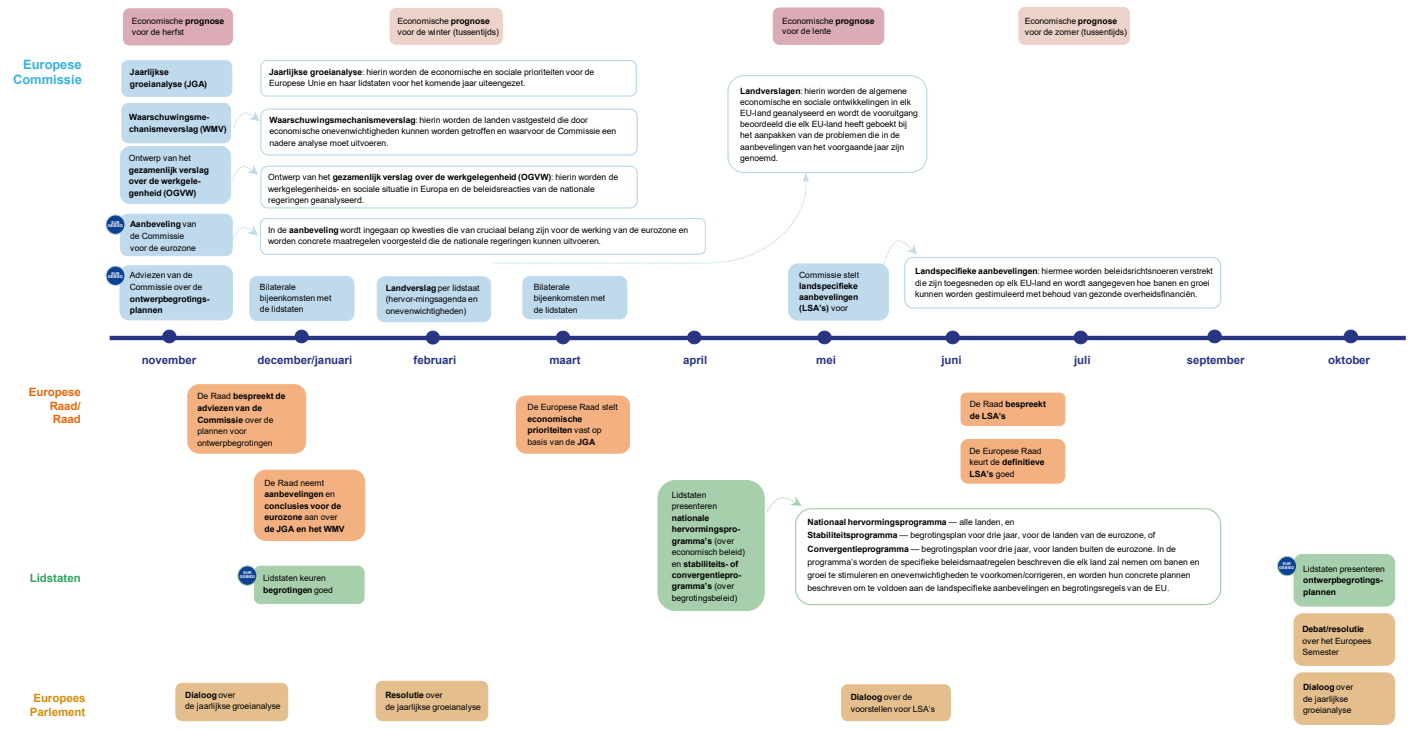 Economische prognose
voor de herfst
Economische prognose
voor de winter (tussentijds)
Economische prognose
voor de lente
Economische prognose
voor de zomer (tussentijds)
Europese
Commissie
Jaarlijkse
groeianalyse (JGA)
Jaarlijkse groeianalyse: hierin worden de economische en sociale prioriteiten voor de
Europese Unie en haar lidstaten voor het komende jaar uiteengezet.
Waarschuwingsme-
chanismeverslag (WMV)
Waarschuwingsmechanismeverslag: hierin worden de landen vastgesteld die door
economische onevenwichtigheden kunnen worden getroffen en waarvoor de Commissie een
nadere analyse moet uitvoeren.
Ontwerp van het
gezamenlijk verslag
over de werkgele-
genheid (OGVW)
Ontwerp van het gezamenlijk verslag over de werkgelegenheid (OGVW): hierin worden de
werkgelegenheids- en sociale situatie in Europa en de beleidsreacties van de nationale
regeringen geanalyseerd.
Landverslagen: hierin worden de algemene
economische en sociale ontwikkelingen in elk
EU-land geanalyseerd en wordt de vooruitgang
beoordeeld die elk EU-land heeft geboekt bij
het aanpakken van de problemen die in de
aanbevelingen van het voorgaande jaar zijn
genoemd.
EUR
GEBIED
Aanbeveling van
de Commissie
voor de eurozone
In de aanbeveling wordt ingegaan op kwesties die van cruciaal belang zijn voor de werking van de eurozone en
worden concrete maatregelen voorgesteld die de nationale regeringen kunnen uitvoeren.
EUR
GEBIED
Adviezen van de
Commissie over de
ontwerpbegrotings-
plannen
Bilaterale
bijeenkomsten met
de lidstaten
Landverslag per lidstaat
(hervor-mingsagenda en
onevenwichtigheden)
Bilaterale
bijeenkomsten met
de lidstaten
Commissie stelt
landspecifieke
aanbevelingen
(LSA's) voor
Landspecifieke aanbevelingen: hiermee worden beleidsrichtsnoeren verstrekt
die zijn toegesneden op elk EU-land en wordt aangegeven hoe banen en groei
kunnen worden gestimuleerd met behoud van gezonde overheidsfinanciën.
november
december/januari
februari
maart
april
mei
juni
juli
september
oktober
Europese
Raad/
Raad
De Raad bespreekt de
adviezen van de
Commissie over de
plannen voor
ontwerpbegrotingen
De Europese Raad stelt
economische
prioriteiten vast op
basis van de JGA
De Raad bespreekt
de LSA's
De Europese Raad
keurt de definitieve
LSA's goed
De Raad neemt
aanbevelingen en
conclusies voor de
eurozone aan over
de JGA en het WMV
Lidstaten
EUR
GEBIED
Lidstaten keuren
begrotingen goed
Lidstaten
presenteren
nationale
hervormingspro-
gramma's (over
economisch beleid)
en stabiliteits- of
convergentiepro-
gramma's (over
begrotingsbeleid)
Nationaal hervormingsprogramma — alle landen, en
Stabiliteitsprogramma — begrotingsplan voor drie jaar, voor de landen van de eurozone, of
Convergentieprogramma — begrotingsplan voor drie jaar, voor landen buiten de eurozone. In de
programma's worden de specifieke beleidsmaatregelen beschreven die elk land zal nemen om banen en
groei te stimuleren en onevenwichtigheden te voorkomen/corrigeren, en worden hun concrete plannen
beschreven om te voldoen aan de landspecifieke aanbevelingen en begrotingsregels van de EU.
EUR
GEBIED
Lidstaten presenteren
ontwerpbegrotings-
plannen
Europees
Parlement
Dialoog over
de jaarlijkse groeianalyse
Resolutie over
de jaarlijkse groeianalyse
Dialoog over de
voorstellen voor LSA's
Debat/resolutie
over het Europees
Semester
Dialoog over
de jaarlijkse
groeianalyse